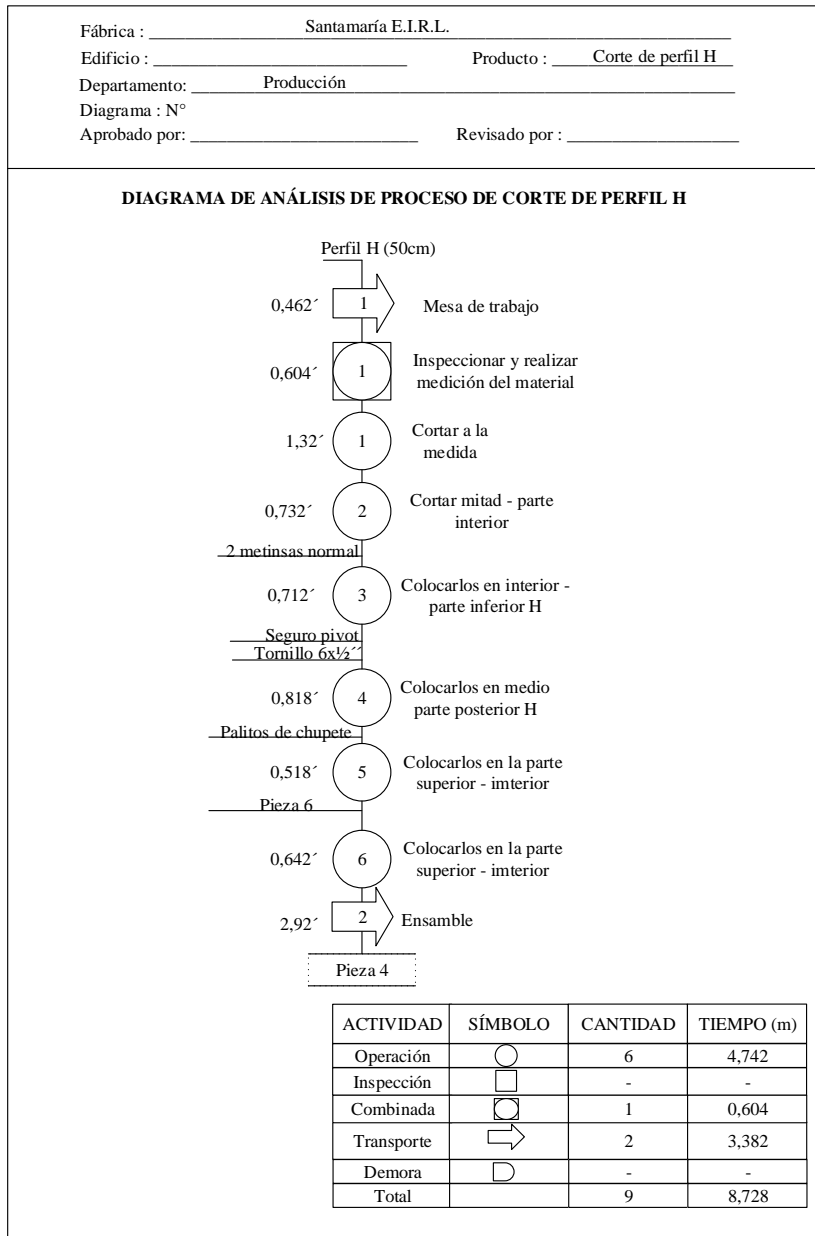 Fábrica : Santamaría E.I.R.L.
Edificio : Producto : Corte de perfil H
Departamento: Producción
Diagrama : N°
Aprobado por: Revisado por :
DIAGRAMA DE ANÁLISIS DE PROCESO DE CORTE DE PERFIL H
Perfil H (50cm)
0,462´ 1 Mesa de trabajo
0,604´ 1 Inspeccionar y realizar
medición del material
1,32´ 1 Cortar a la
medida
0,732´ 2 Cortar mitad - parte
interior
2 metinsas normal
0,712´ 3 Colocarlos en interior -
parte inferior H
Seguro pivot
Tornillo 6x½´´
0,818´ 4 Colocarlos en medio
parte posterior H
Palitos de chupete
0,518´ 5 Colocarlos en la parte
superior - imterior
Pieza 6
0,642´ 6 Colocarlos en la parte
superior - imterior
2,92´ 2 Ensamble
Pieza 4
ACTIVIDAD SÍMBOLO CANTIDAD TIEMPO (m)
Operación 6 4,742
Inspección - -
Combinada 1 0,604
Transporte 2 3,382
Demora - -
Total 9 8,728